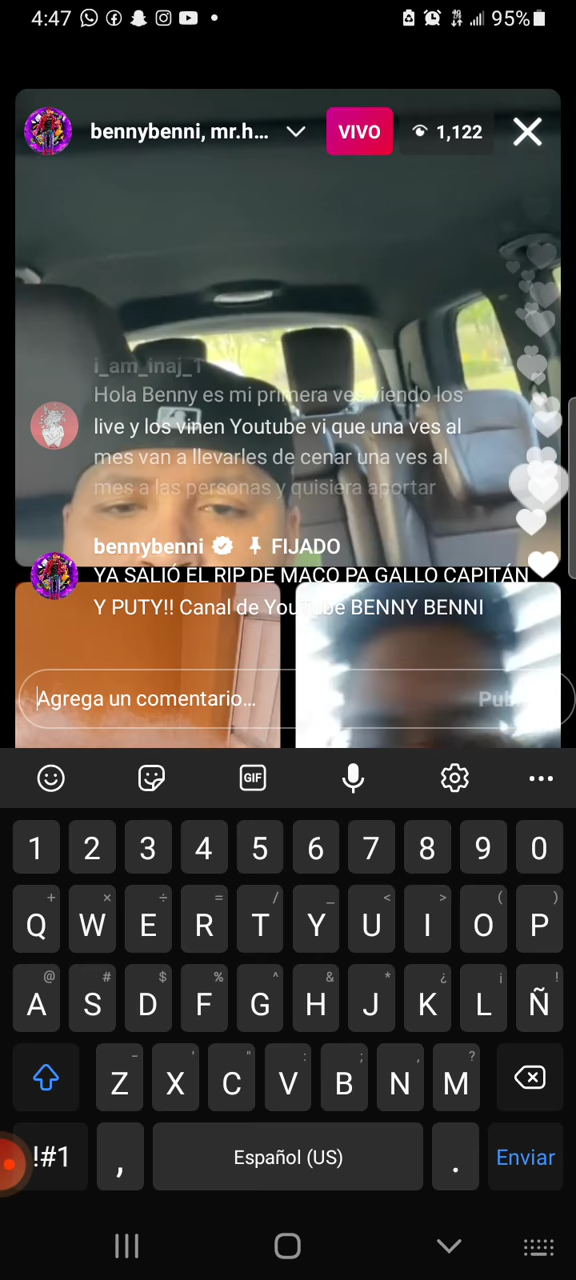 4:47 95%
bennybenni, mr.h... VIVO 1,122
i_am_inaj_1
Hola Benny es mi primera ves viendo los
live y los vinen Youtube vi que una ves al
mes van a llevarles de cenar una ves al
mes a las personas y quisiera aportar
bennybenni FIJADO
YA SALIÓ EL RIP DE MACO PA GALLO CAPITÁN
Y PUTY!! Canal de YouTube BENNY BENNI
Agrega un comentario... Pub
GIF
1 2 3 4 5 6 7 8 9 0
+ × ÷ = / _ < > ( )
Q W E R T Y U I O P
@ # $ % ^ & * ¿ ¡ !
A S D F G H J K L Ñ
- ' " : ; , ?
Z X C V B N M
!#1 , Español (US) . Enviar